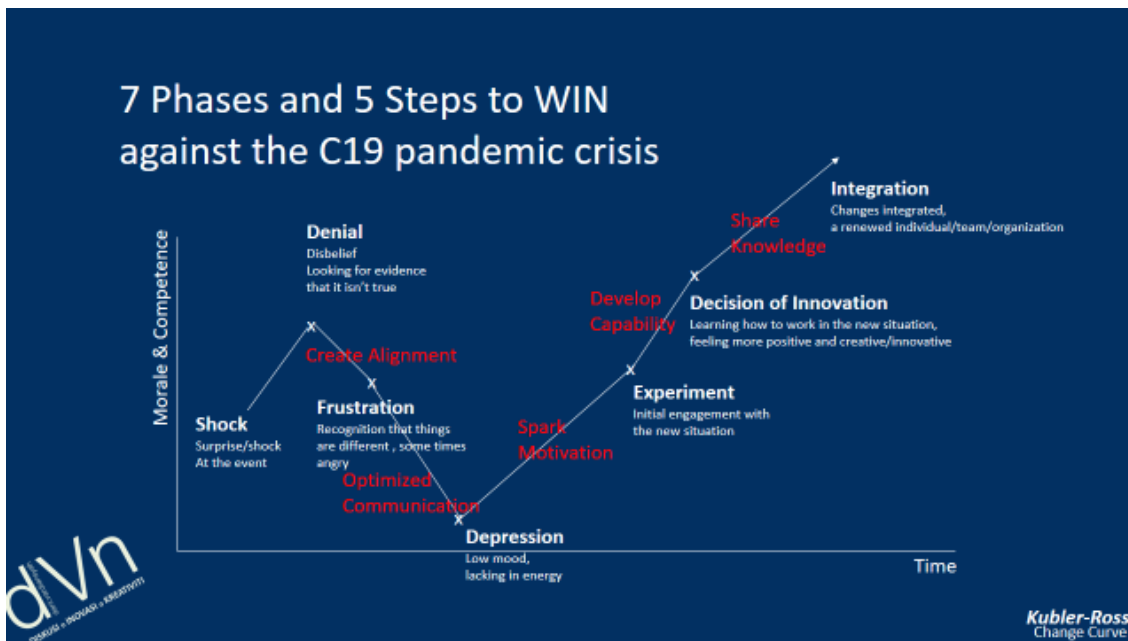 7 Phases and 5 Steps to WIN
against the C19 pandemic crisis
Integration
Changes integrated,
a renewed individual/team/organization
Share
Knowledge
Denial
Disbelief
Looking for evidence
that it isn't true
Develop
Capability
Decision of Innovation
Learning how to work in the new situation,
feeling more positive and creative/innovative
Morale & Competence
x
x
x
x
x
Create Alignment
Shock
Surprise/shock
At the event
Frustration
Recognition that things
are different , some times
angry
Experiment
Initial engagement with
the new situation
Spark
Motivation
Optimized
Communication
Depression
Low mood,
lacking in energy
Time
dVn
DISKUSI & INOVASI & KREATIVITI
Kubler-Ross
Change Curve